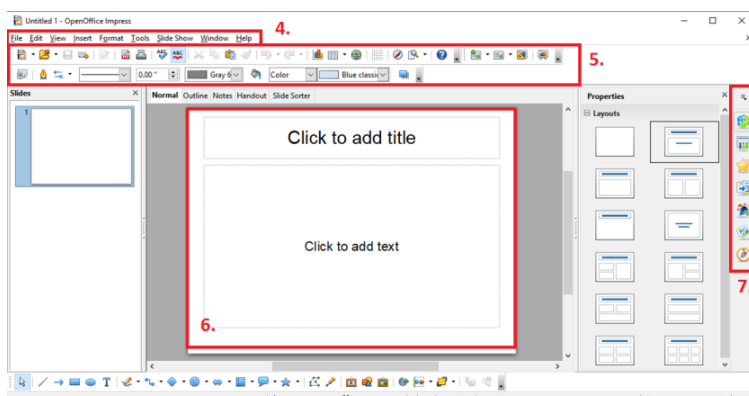 Untitled 1 - OpenOffice Impress
File Edit View Insert Format Tools Slide Show Window Help
4.
5.
0.00" Gray 6 Color Blue classic
Slides
Normal Outline Notes Handout Slide Sorter
Properties
Layouts
1
Click to add title
Click to add text
6.
7.